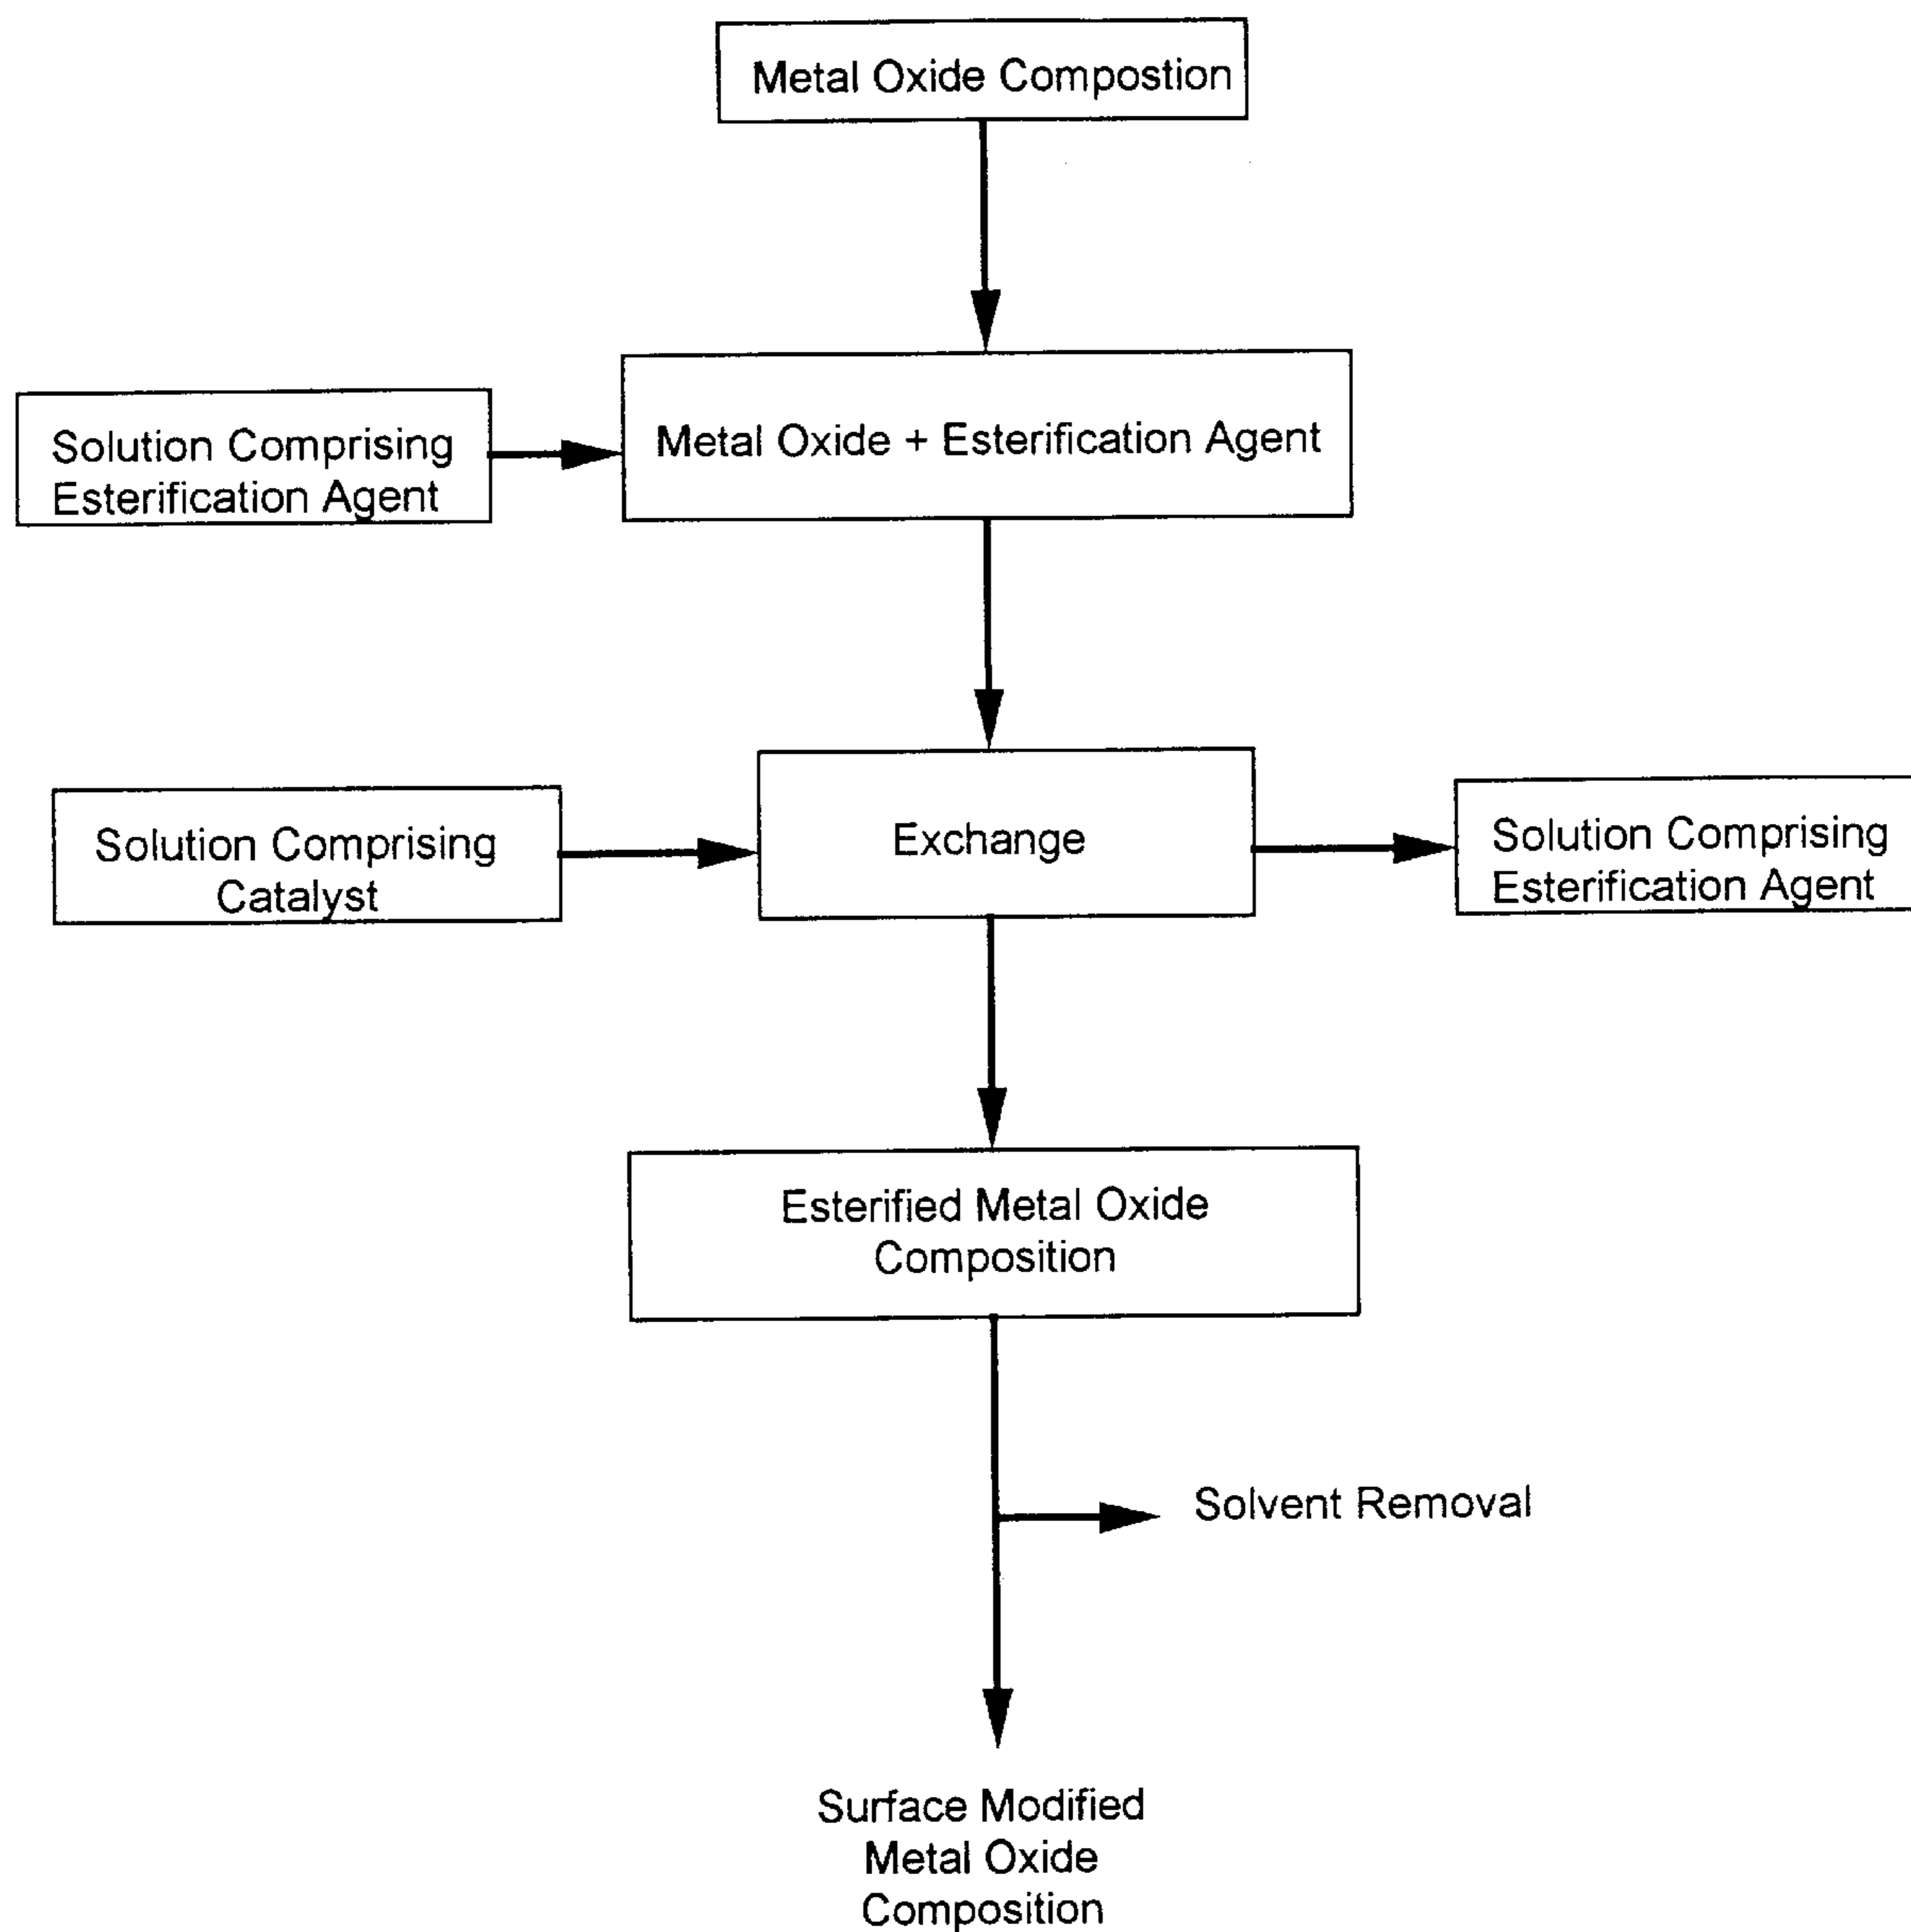 Metal Oxide Compostion
Solution Comprising
Esterification Agent
Metal Oxide + Esterification Agent
Solution Comprising
Catalyst
Exchange
Solution Comprising
Esterification Agent
Esterified Metal Oxide
Composition
Solvent Removal
Surface Modified
Metal Oxide
Composition